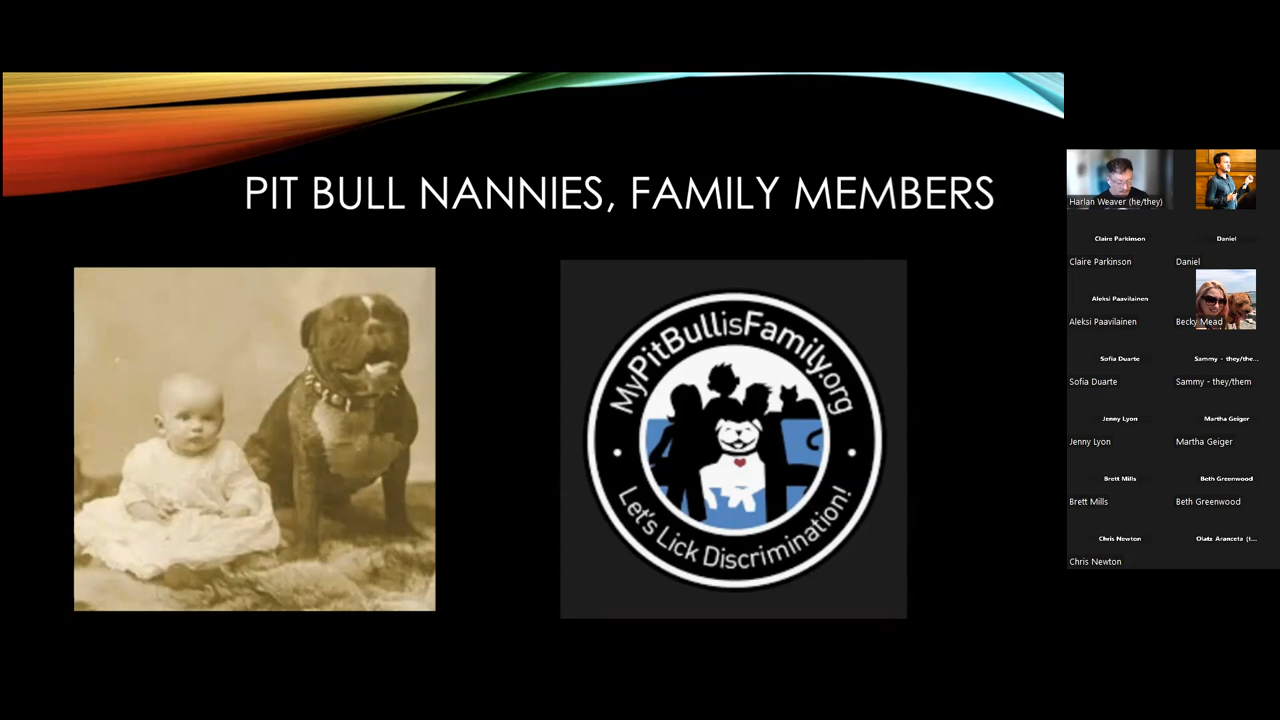 PIT BULL NANNIES, FAMILY MEMBERS
MyPitBullisFamily.org
Let's Lick Discrimination!
Harlan Weaver (he/they)
Claire Parkinson
Daniel
Claire Parkinson
Daniel
Aleksi Paavilainen
Aleksi Paavilainen
Becky Mead
Sofia Duarte
Sammy - they/the...
Sofia Duarte
Sammy - they/them
Jenny Lyon
Martha Geiger
Jenny Lyon
Martha Geiger
Brett Mills
Beth Greenwood
Brett Mills
Beth Greenwood
Chris Newton
Olatz Aranceta (t...
Chris Newton